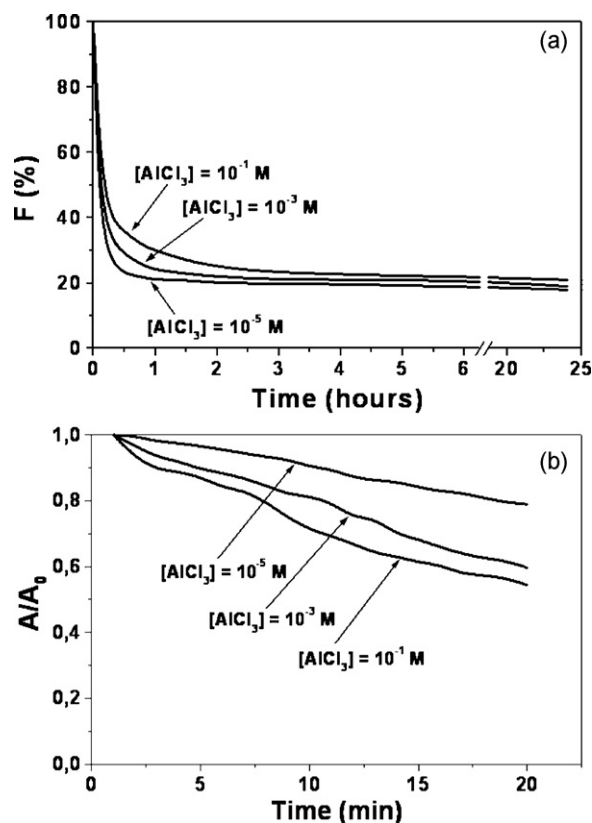 (a)
F (%)
100
80
60
40
20
0
[AlCl₃] = 10⁻¹ M
[AlCl₃] = 10⁻³ M
[AlCl₃] = 10⁻⁵ M
0 1 2 3 4 5 6 20 25
Time (hours)
(b)
A/A₀
1,0
0,8
0,6
0,4
0,2
0,0
[AlCl₃] = 10⁻⁵ M
[AlCl₃] = 10⁻³ M
[AlCl₃] = 10⁻¹ M
0 5 10 15 20
Time (min)